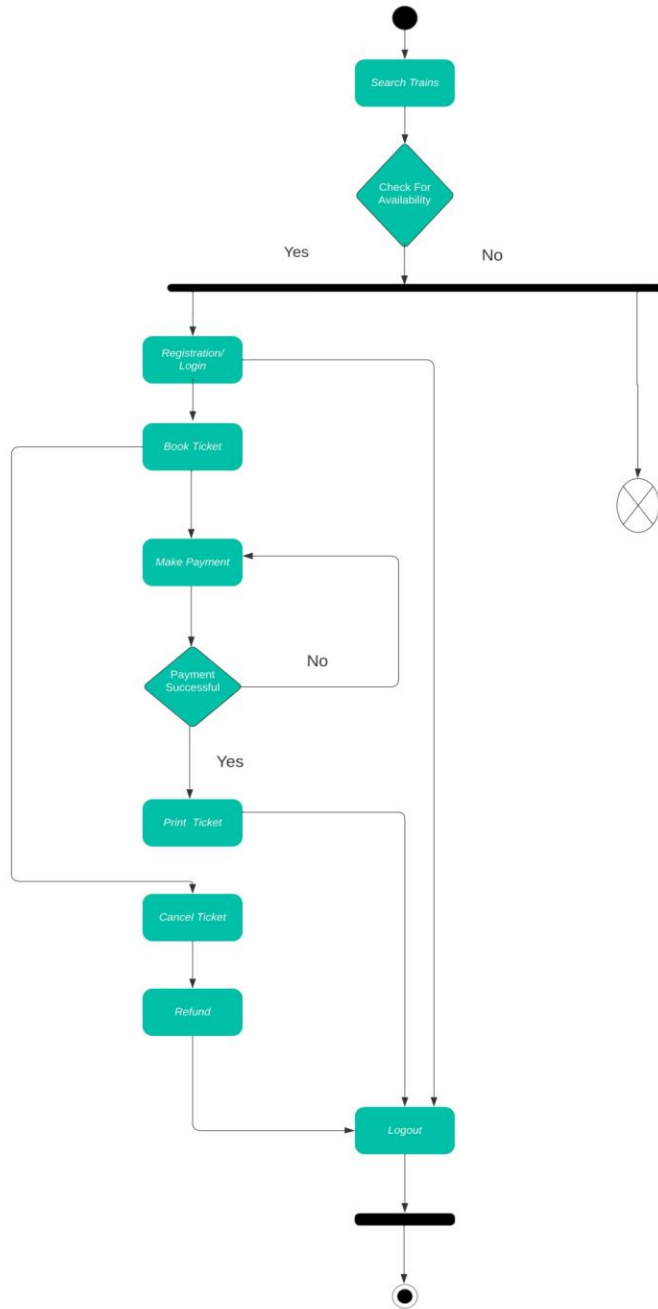 Search Trains
Check For
Availability
Yes
No
Registration/
Login
Book Ticket
Make Payment
No
Payment
Successful
Yes
Print Ticket
Cancel Ticket
Refund
Logout